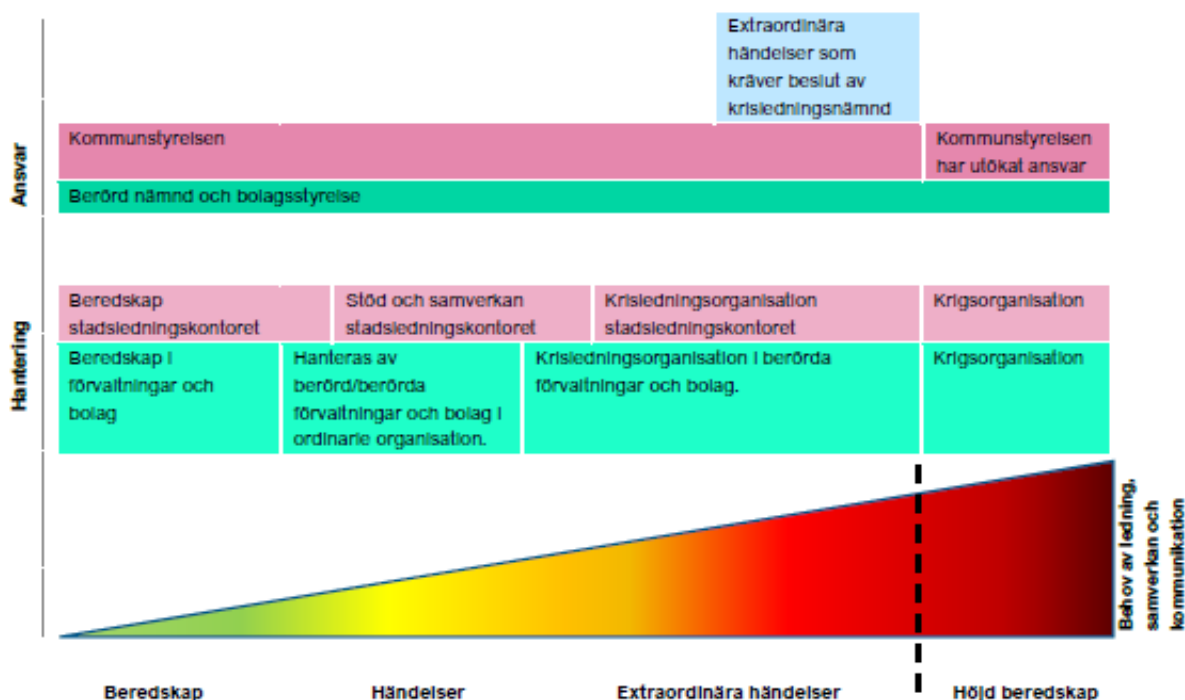 Extraordinära
händelser som
kräver beslut av
krisledningsnämnd
Ansvar
Kommunstyrelsen
Kommunstyrelsen
har utökat ansvar
Berörd nämnd och bolagsstyrelse
Hantering
Beredskap
stadsledningskontoret
Stöd och samverkan
stadsledningskontoret
Krisledningsorganisation
stadsledningskontoret
Krigsorganisation
Beredskap i
förvaltningar och
bolag
Hanteras av
berörd/berörda
förvaltningar och bolag i
ordinarie organisation.
Krisledningsorganisation i berörda
förvaltningar och bolag.
Krigsorganisation
Behov av ledning,
samverkan och
kommunikation
Beredskap
Händelser
Extraordinära händelser
Höjd beredskap